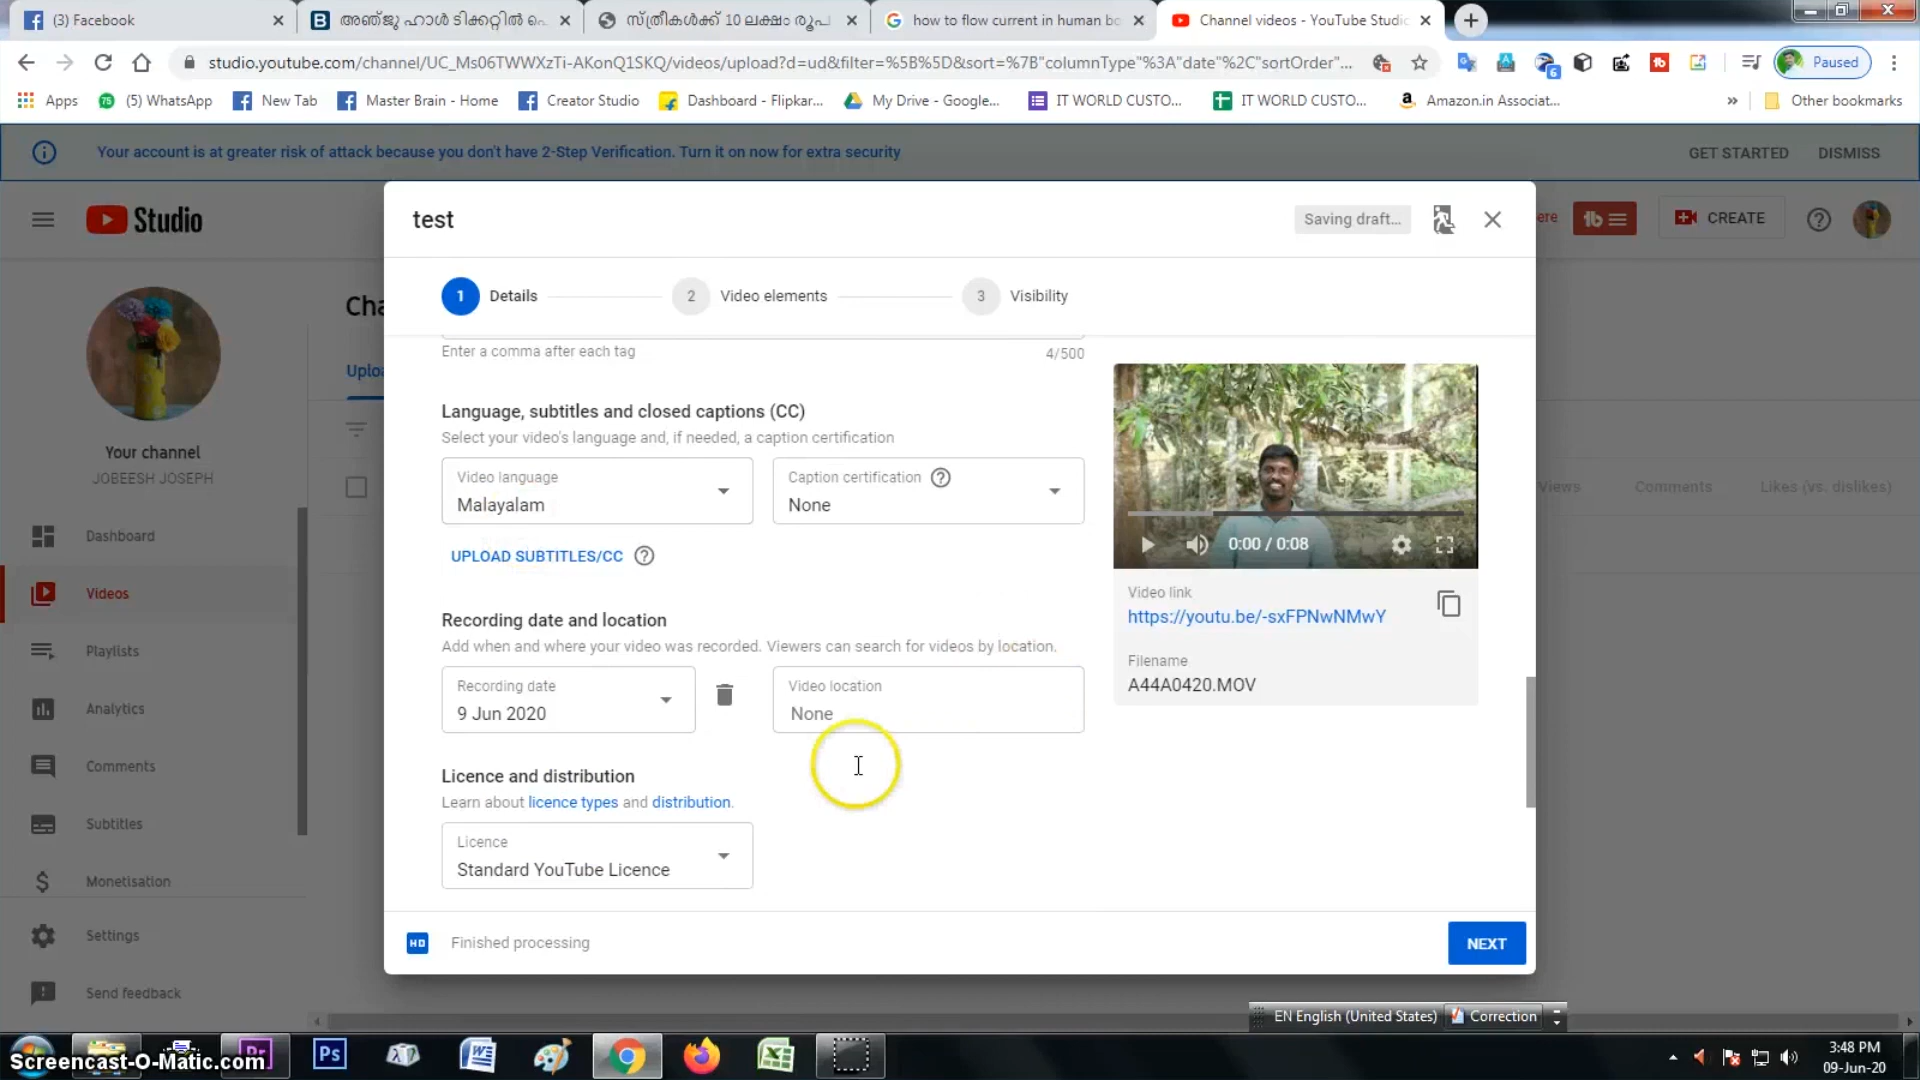 (3) Facebook
അഞ്ജു ഹാൾ ടിക്കറ്റിൽ
സ്ത്രീകൾക്ക് 10 ലക്ഷം രൂപ
how to flow current in human bo
Channel videos - YouTube Studio
studio.youtube.com/channel/UC_Ms06TWWXzTi-AKonQ1SKQ/videos/upload?d=ud&filter=%5B%5D&sort=%7B"columnType"%3A"date"%2C"sortOrder"...
Paused
Apps
(5) WhatsApp
New Tab
Master Brain - Home
Creator Studio
Dashboard - Flipkar...
My Drive - Google...
IT WORLD CUSTO...
IT WORLD CUSTO...
Amazon.in Associat...
»
Other bookmarks
Your account is at greater risk of attack because you don't have 2-Step Verification. Turn it on now for extra security
GET STARTED
DISMISS
Studio
test
Saving draft...
ere
CREATE
1 Details
2 Video elements
3 Visibility
Cha
Uploa
Enter a comma after each tag
4/500
Language, subtitles and closed captions (CC)
Select your video's language and, if needed, a caption certification
Video language
Malayalam
Caption certification
None
UPLOAD SUBTITLES/CC
0:00 / 0:08
Video link
https://youtu.be/-sxFPNwNMwY
Filename
A44A0420.MOV
Recording date and location
Add when and where your video was recorded. Viewers can search for videos by location.
Recording date
9 Jun 2020
Video location
None
Licence and distribution
Learn about licence types and distribution.
Licence
Standard YouTube Licence
HD
Finished processing
NEXT
Your channel
JOBEESH JOSEPH
Dashboard
Videos
Playlists
Analytics
Comments
Subtitles
Monetisation
Settings
Send feedback
Views
Comments
Likes (vs. dislikes)
EN English (United States)
Correction
Screencast-O-Matic.com
Ps
3:48 PM
09-Jun-20